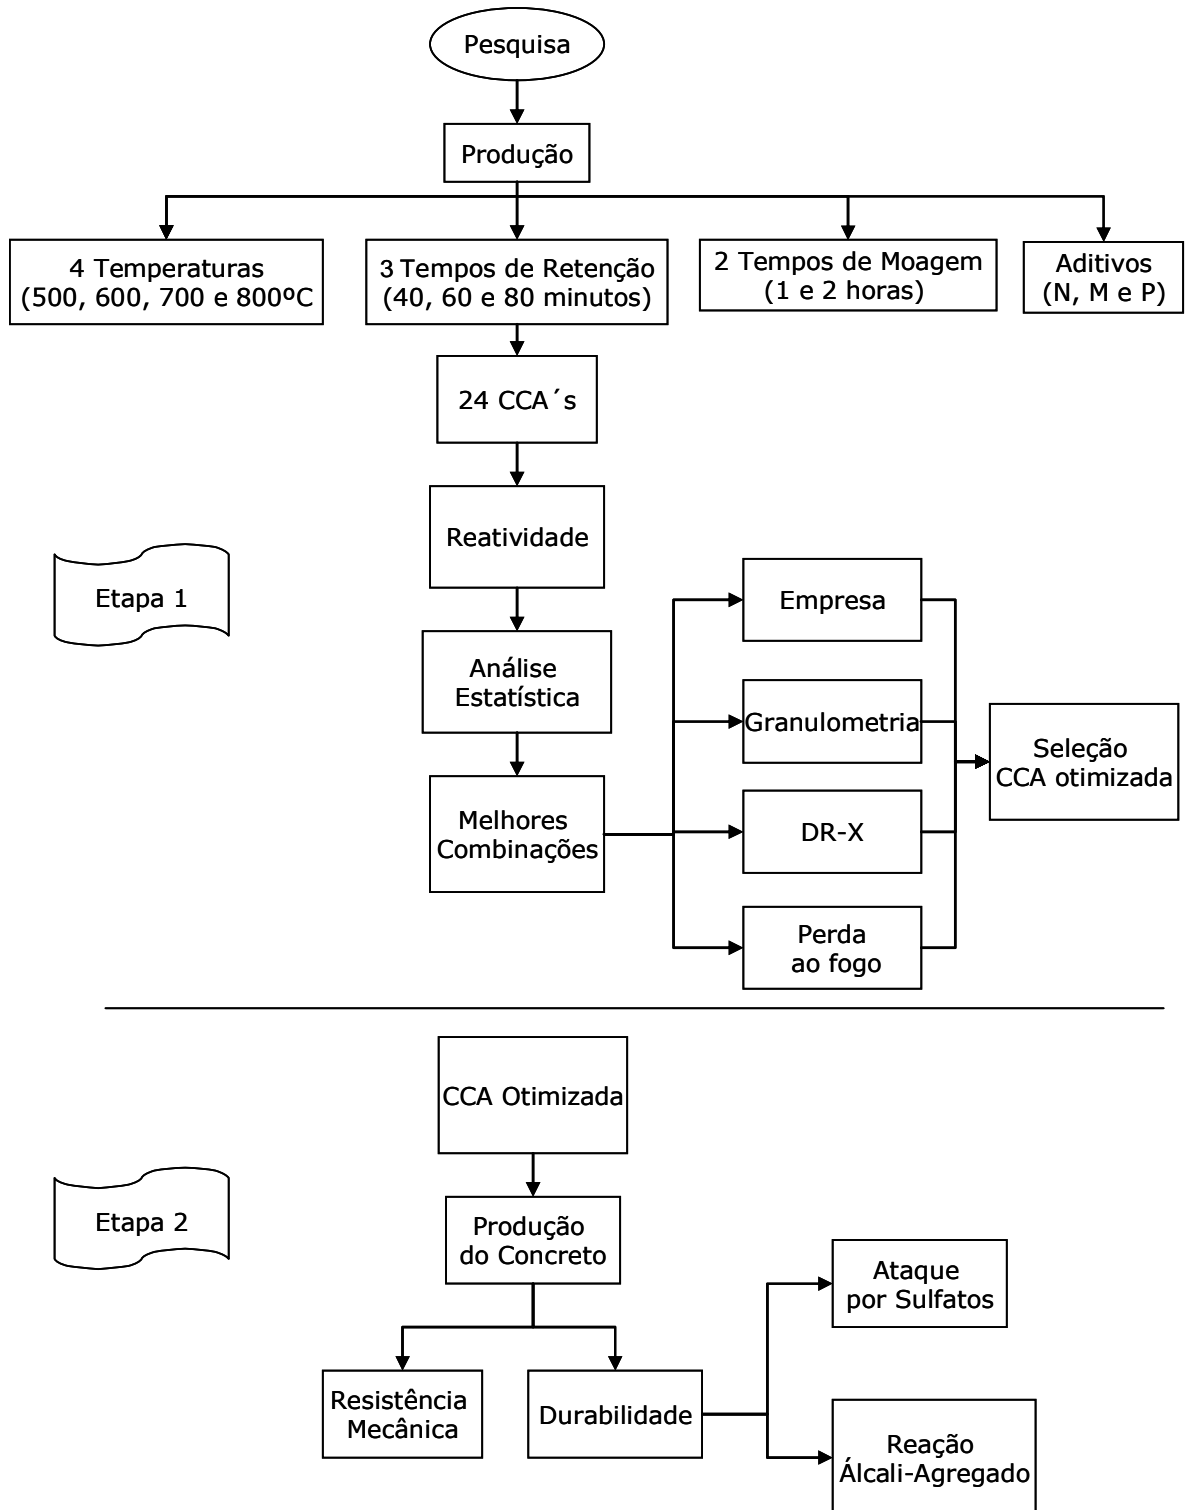 Pesquisa
Produção
4 Temperaturas
(500, 600, 700 e 800ºC
3 Tempos de Retenção
(40, 60 e 80 minutos)
2 Tempos de Moagem
(1 e 2 horas)
Aditivos
(N, M e P)
24 CCA´s
Reatividade
Etapa 1
Análise
Estatística
Melhores
Combinações
Empresa
Granulometria
DR-X
Perda
ao fogo
Seleção
CCA otimizada
CCA Otimizada
Etapa 2
Produção
do Concreto
Resistência
Mecânica
Durabilidade
Ataque
por Sulfatos
Reação
Álcali-Agregado